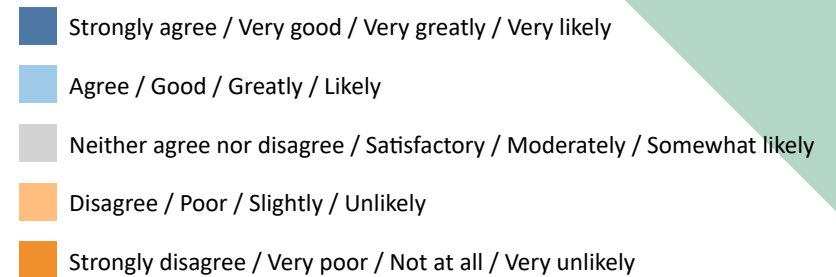 Strongly agree / Very good / Very greatly / Very likely
Agree / Good / Greatly / Likely
Neither agree nor disagree / Satisfactory / Moderately / Somewhat likely
Disagree / Poor / Slightly / Unlikely
Strongly disagree / Very poor / Not at all / Very unlikely